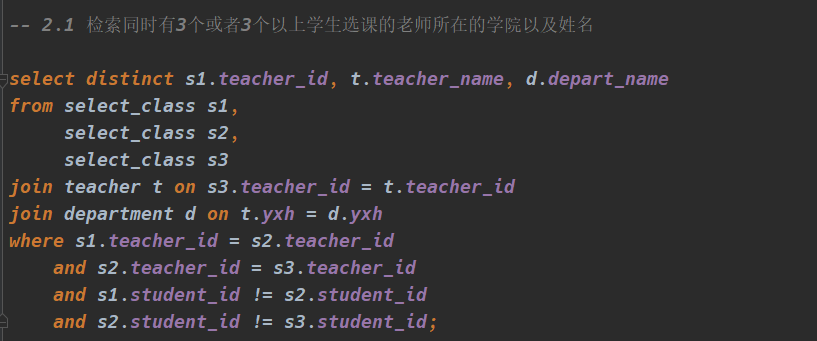 -- 2.1 检索同时有3个或者3个以上学生选课的老师所在的学院以及姓名
select distinct s1.teacher_id, t.teacher_name, d.depart_name
from select_class s1,
select_class s2,
select_class s3
join teacher t on s3.teacher_id = t.teacher_id
join department d on t.yxh = d.yxh
where s1.teacher_id = s2.teacher_id
and s2.teacher_id = s3.teacher_id
and s1.student_id != s2.student_id
and s2.student_id != s3.student_id;